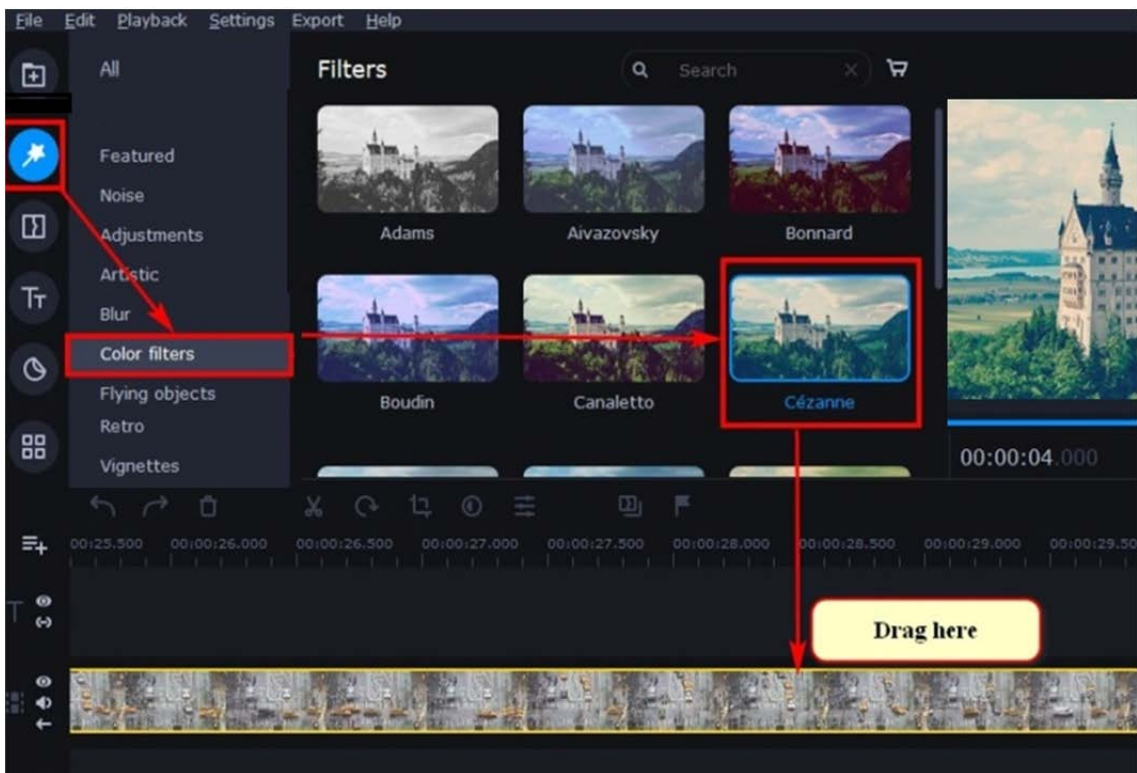 File Edit Playback Settings Export Help
All
Featured
Noise
Adjustments
Artistic
Blur
Color filters
Flying objects
Retro
Vignettes
Filters
Search
Adams Aivazovsky Bonnard
Boudin Canaletto Cézanne
00:00:04.000
00:25.500 00:00:26.000 00:00:26.500 00:00:27.000 00:00:27.500 00:00:28.000 00:00:28.500 00:00:29.000 00:00:29.50
Drag here